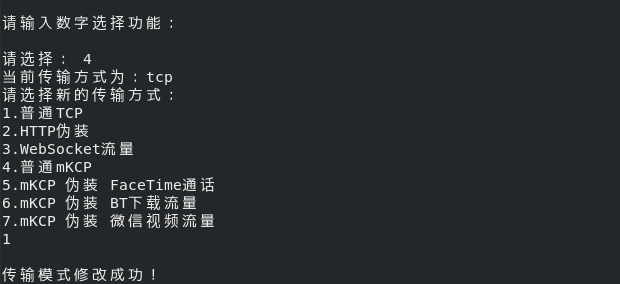 请输入数字选择功能：
请选择： 4
当前传输方式为：tcp
请选择新的传输方式：
1.普通TCP
2.HTTP伪装
3.WebSocket流量
4.普通mKCP
5.mKCP 伪装 FaceTime通话
6.mKCP 伪装 BT下载流量
7.mKCP 伪装 微信视频流量
1
传输模式修改成功！